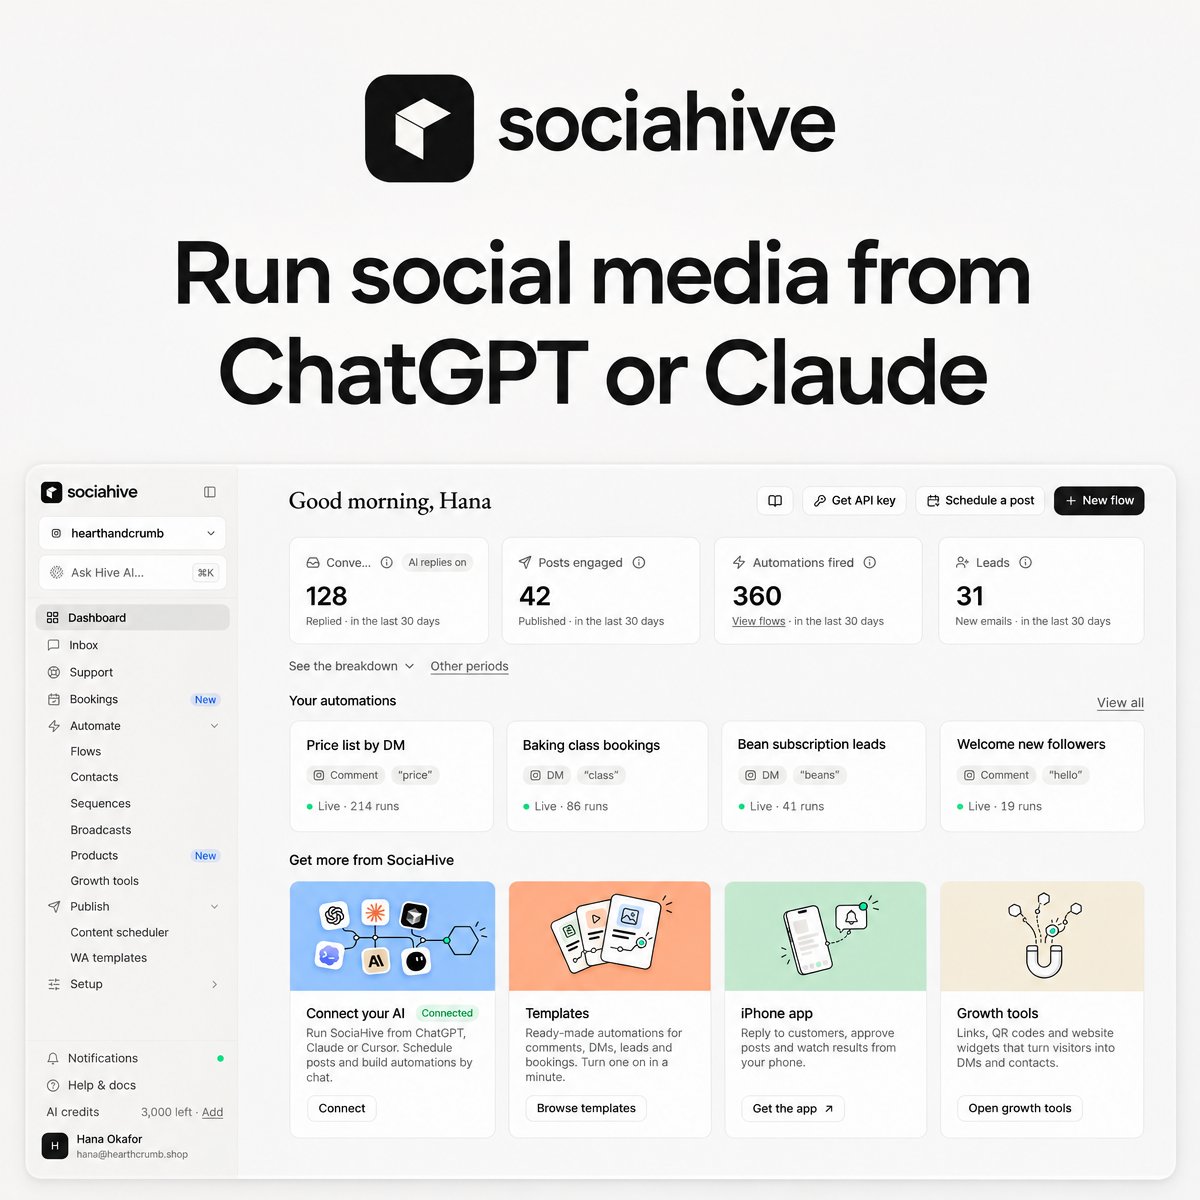 sociahive
Run social media from
ChatGPT or Claude
sociahive
hearthandcrumb
Ask Hive AI...
⌘K
Dashboard
Inbox
Support
Bookings
New
Automate
Flows
Contacts
Sequences
Broadcasts
Products
New
Growth tools
Publish
Content scheduler
WA templates
Setup
Notifications
Help & docs
AI credits
3,000 left · Add
H
Hana Okafor
hana@hearthcrumb.shop
Good morning, Hana
Get API key
Schedule a post
+ New flow
Conve...
AI replies on
128
Replied · in the last 30 days
Posts engaged
42
Published · in the last 30 days
Automations fired
360
View flows · in the last 30 days
Leads
31
New emails · in the last 30 days
See the breakdown
Other periods
Your automations
View all
Price list by DM
Comment
“price”
Live · 214 runs
Baking class bookings
DM
“class”
Live · 86 runs
Bean subscription leads
DM
“beans”
Live · 41 runs
Welcome new followers
Comment
“hello”
Live · 19 runs
Get more from SociaHive
AI
Connect your AI
Connected
Run SociaHive from ChatGPT,
Claude or Cursor. Schedule
posts and build automations by
chat.
Connect
Templates
Ready-made automations for
comments, DMs, leads and
bookings. Turn one on in a
minute.
Browse templates
iPhone app
Reply to customers, approve
posts and watch results from
your phone.
Get the app
Growth tools
Links, QR codes and website
widgets that turn visitors into
DMs and contacts.
Open growth tools